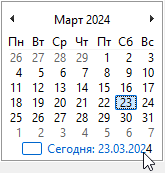 Март 2024
Пн Вт Ср Чт Пт Сб Вс
26 27 28 29 1 2 3
4 5 6 7 8 9 10
11 12 13 14 15 16 17
18 19 20 21 22 23 24
25 26 27 28 29 30 31
1 2 3 4 5 6 7
Сегодня: 23.03.2024